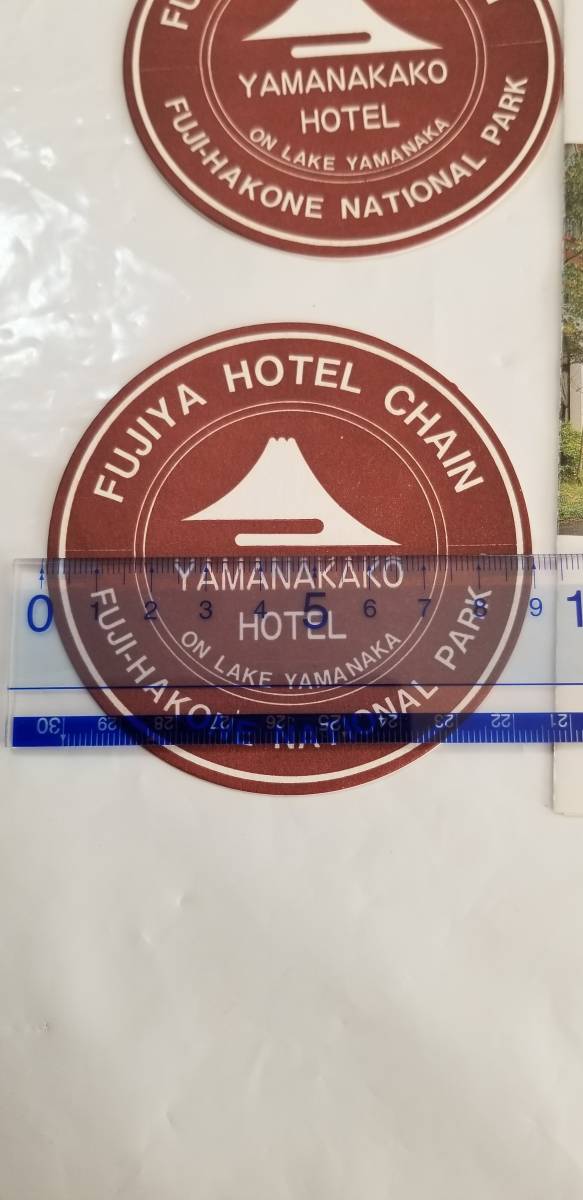 FU
YAMANAKAKO
HOTEL
ON LAKE YAMANAKA
FUJI-HAKONE NATIONAL PARK
FUJIYA HOTEL CHAIN
YAMANAKAKO
HOTEL
ON LAKE YAMANAKA
FUJI-HAKONE NATIONAL PARK
0 1 2 3 4 5 6 7 8 9 1
30 29 28 27 26 25 24 23 22 21